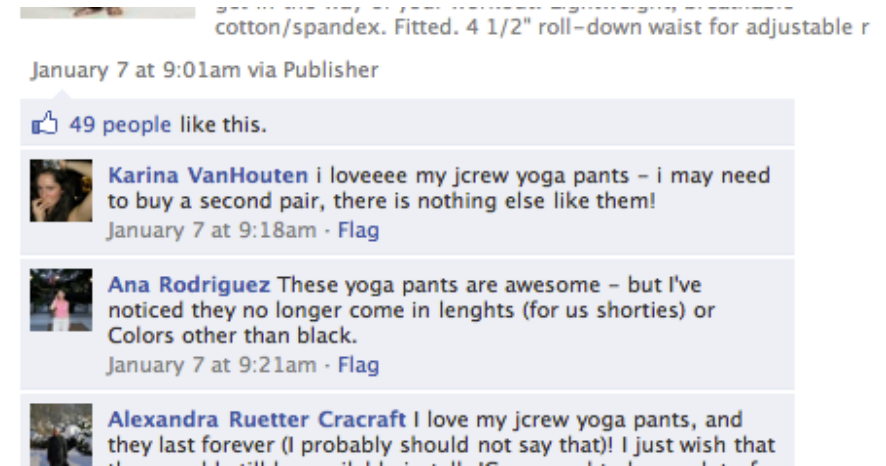 cotton/spandex. Fitted. 4 1/2" roll-down waist for adjustable r
January 7 at 9:01am via Publisher
49 people like this.
Karina VanHouten i loveeee my jcrew yoga pants – i may need
to buy a second pair, there is nothing else like them!
January 7 at 9:18am · Flag
Ana Rodriguez These yoga pants are awesome – but I've
noticed they no longer come in lenghts (for us shorties) or
Colors other than black.
January 7 at 9:21am · Flag
Alexandra Ruetter Cracraft I love my jcrew yoga pants, and
they last forever (I probably should not say that)! I just wish that